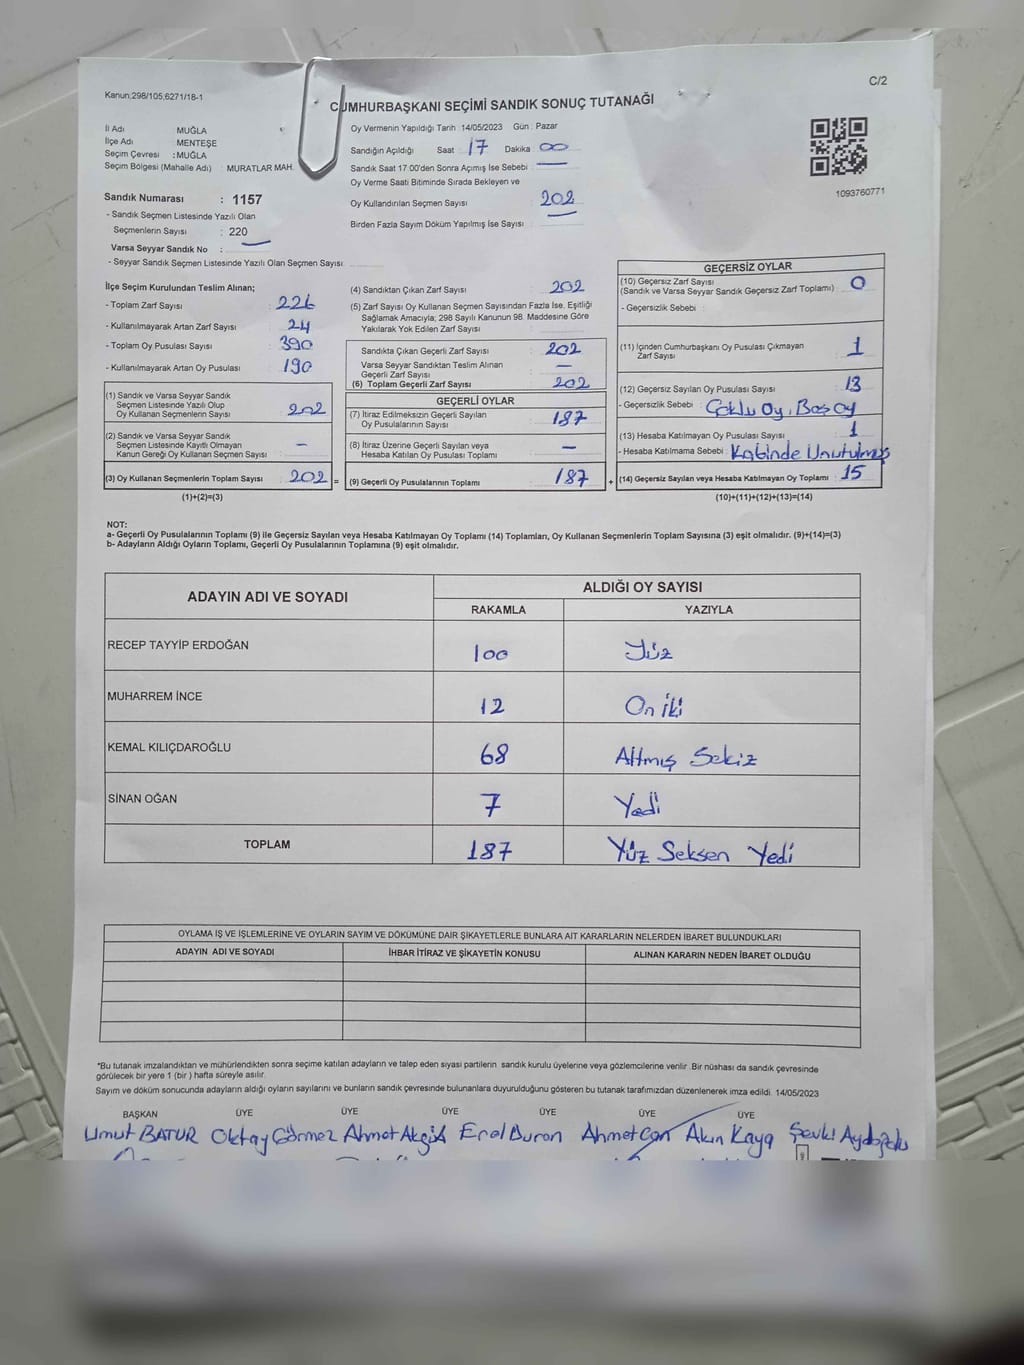 C/2
Kanun;298/105,6271/18-1
CUMHURBAŞKANI SEÇİMİ SANDIK SONUÇ TUTANAĞI
İl Adı MUĞLA
İlçe Adı MENTEŞE
Seçim Çevresi :MUĞLA
Seçim Bölgesi (Mahalle Adı) : MURATLAR MAH.
Sandık Numarası : 1157
- Sandık Seçmen Listesinde Yazılı Olan
Seçmenlerin Sayısı : 220
Varsa Seyyar Sandık No :
- Seyyar Sandık Seçmen Listesinde Yazılı Olan Seçmen Sayısı:
Oy Vermenin Yapıldığı Tarih :14/05/2023 Gün : Pazar
Sandığın Açıldığı Saat : 17 Dakika 00
Sandık Saat 17:00'den Sonra Açımış İse Sebebi : —
Oy Verme Saati Bitiminde Sırada Bekleyen ve
Oy Kullandırılan Seçmen Sayısı : 202
Birden Fazla Sayım Döküm Yapılmış İse Sayısı :
1093760771
İlçe Seçim Kurulundan Teslim Alınan;
- Toplam Zarf Sayısı : 226
- Kullanılmayarak Artan Zarf Sayısı : 24
- Toplam Oy Pusulası Sayısı : 390
- Kullanılmayarak Artan Oy Pusulası : 190
(1) Sandık ve Varsa Seyyar Sandık
Seçmen Listesinde Yazılı Olup
Oy Kullanan Seçmenlerin Sayısı : 202
(2) Sandık ve Varsa Seyyar Sandık
Seçmen Listesinde Kayıtlı Olmayan
Kanun Gereği Oy Kullanan Seçmen Sayısı : –
(3) Oy Kullanan Seçmenlerin Toplam Sayısı : 202 =
(1)+(2)=(3)
(4) Sandıktan Çıkan Zarf Sayısı : 202
(5) Zarf Sayısı Oy Kullanan Seçmen Sayısından Fazla İse, Eşitliği
Sağlamak Amacıyla; 298 Sayılı Kanunun 98. Maddesine Göre
Yakılarak Yok Edilen Zarf Sayısı :
Sandıkta Çıkan Geçerli Zarf Sayısı : 202
Varsa Seyyar Sandıktan Teslim Alınan
Geçerli Zarf Sayısı : —
(6) Toplam Geçerli Zarf Sayısı : 202
GEÇERLİ OYLAR
(7) İtiraz Edilmeksizin Geçerli Sayılan
Oy Pusulalarının Sayısı : 187
(8) İtiraz Üzerine Geçerli Sayılan veya
Hesaba Katılan Oy Pusulası Toplamı : –
(9) Geçerli Oy Pusulalarının Toplamı : 187 +
GEÇERSİZ OYLAR
(10) Geçersiz Zarf Sayısı
(Sandık ve Varsa Seyyar Sandık Geçersiz Zarf Toplamı) : 0
- Geçersizlik Sebebi :
(11) İçinden Cumhurbaşkanı Oy Pusulası Çıkmayan
Zarf Sayısı : 1
(12) Geçersiz Sayılan Oy Pusulası Sayısı : 13
- Geçersizlik Sebebi : Çoklu Oy, Boş oy
(13) Hesaba Katılmayan Oy Pusulası Sayısı : 1
- Hesaba Katılmama Sebebi : Kabinde Unutulmuş
(14) Geçersiz Sayılan veya Hesaba Katılmayan Oy Toplamı : 15
(10)+(11)+(12)+(13)=(14)
NOT:
a- Geçerli Oy Pusulalarının Toplamı (9) ile Geçersiz Sayılan veya Hesaba Katılmayan Oy Toplamı (14) Toplamları, Oy Kullanan Seçmenlerin Toplam Sayısına (3) eşit olmalıdır. (9)+(14)=(3)
b- Adayların Aldığı Oyların Toplamı, Geçerli Oy Pusulalarının Toplamına (9) eşit olmalıdır.
ADAYIN ADI VE SOYADI ALDIĞI OY SAYISI
RAKAMLA YAZIYLA
RECEP TAYYİP ERDOĞAN 100 Yüz
MUHARREM İNCE 12 On İki
KEMAL KILIÇDAROĞLU 68 Altmış Sekiz
SİNAN OĞAN 7 Yedi
TOPLAM 187 Yüz Seksen Yedi
OYLAMA İŞ VE İŞLEMLERİNE VE OYLARIN SAYIM VE DÖKÜMÜNE DAİR ŞİKAYETLERLE BUNLARA AİT KARARLARIN NELERDEN İBARET BULUNDUKLARI
ADAYIN ADI VE SOYADI İHBAR İTİRAZ VE ŞİKAYETİN KONUSU ALINAN KARARIN NEDEN İBARET OLDUĞU
*Bu tutanak imzalandıktan ve mühürlendikten sonra seçime katılan adayların ve talep eden siyasi partilerin sandık kurulu üyelerine veya gözlemcilerine verilir .Bir nüshası da sandık çevresinde
görülecek bir yere 1 (bir ) hafta süreyle asılır.
Sayım ve döküm sonucunda adayların aldığı oyların sayılarını ve bunların sandık çevresinde bulunanlara duyurulduğunu gösteren bu tutanak tarafımızdan düzenlenerek imza edildi. 14/05/2023
BAŞKAN ÜYE ÜYE ÜYE ÜYE ÜYE ÜYE
Umut BATUR Oktay Görmez Ahmet Akgül Erol Duran Ahmet Can Akın Kaya Şevki